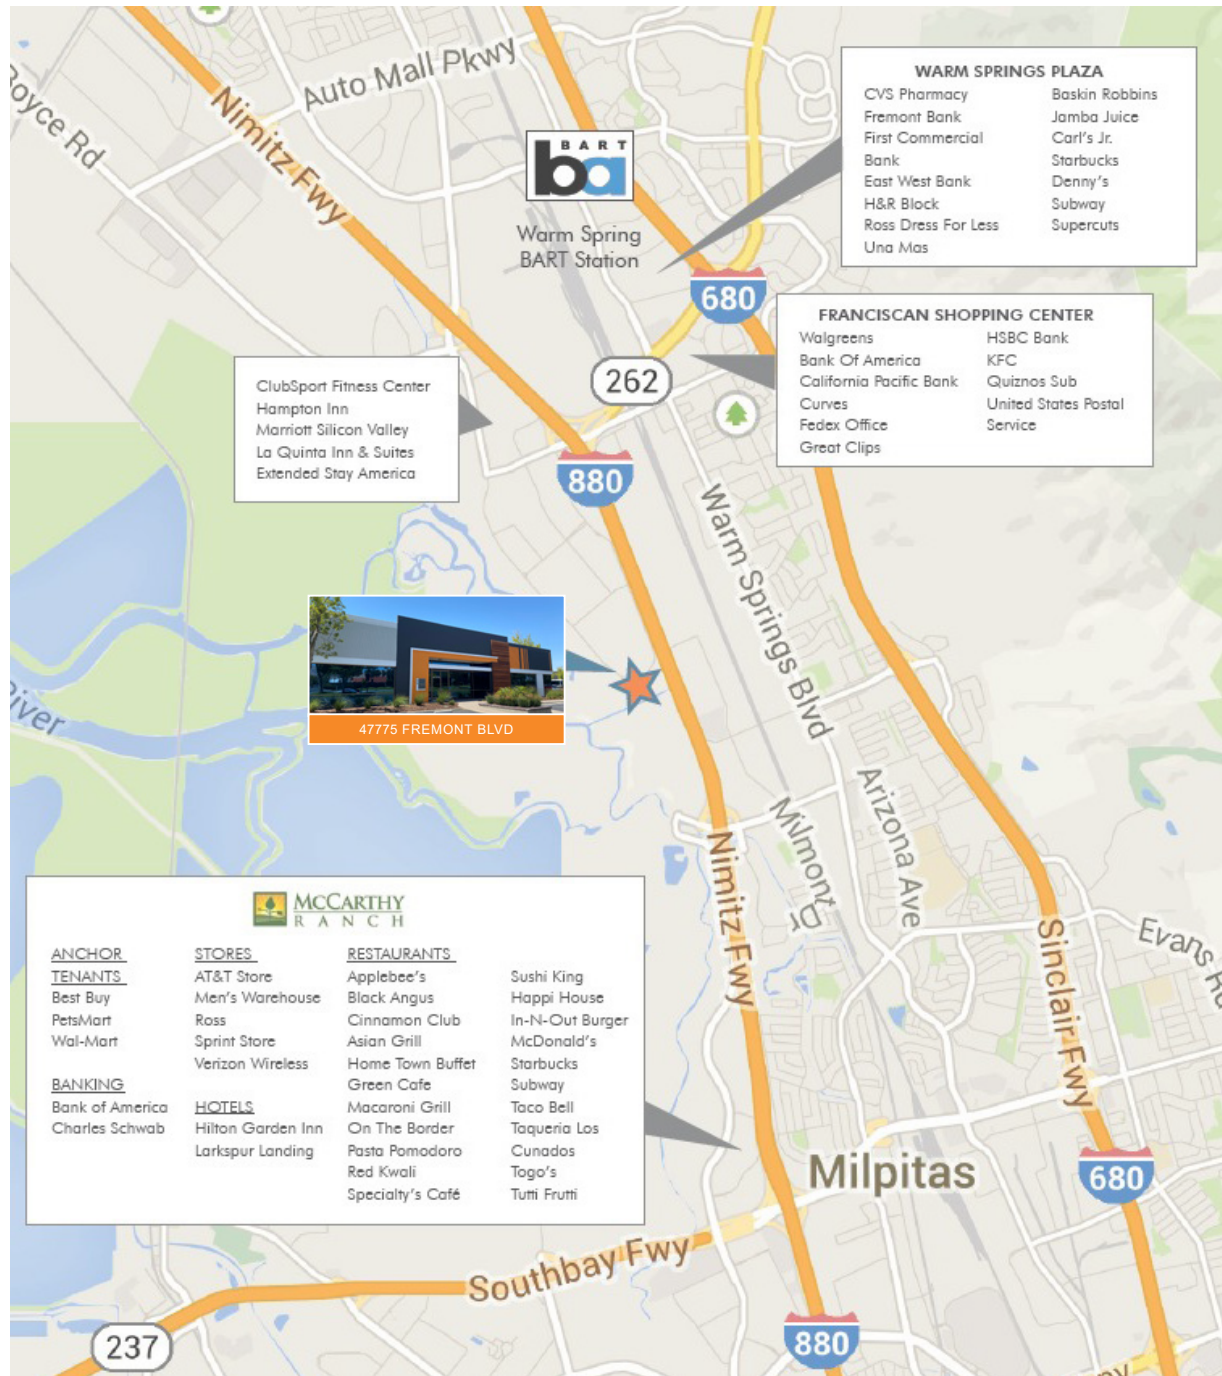 Auto Mall Pkwy
Boyce Rd
Nimitz Fwy
BART
ba
Warm Spring
BART Station
WARM SPRINGS PLAZA
CVS Pharmacy
Fremont Bank
First Commercial
Bank
East West Bank
H&R Block
Ross Dress For Less
Una Mas
Baskin Robbins
Jamba Juice
Carl's Jr.
Starbucks
Denny's
Subway
Supercuts
680
FRANCISCAN SHOPPING CENTER
Walgreens
Bank Of America
California Pacific Bank
Curves
Fedex Office
Great Clips
HSBC Bank
KFC
Quiznos Sub
United States Postal
Service
262
ClubSport Fitness Center
Hampton Inn
Marriott Silicon Valley
La Quinta Inn & Suites
Extended Stay America
880
Warm Springs Blvd
47775 FREMONT BLVD
River
Arizona Ave
Milmont
Nimitz Fwy
Sinclair Fwy
Evans Rd
McCARTHY
RANCH
ANCHOR
TENANTS
Best Buy
PetsMart
Wal-Mart
BANKING
Bank of America
Charles Schwab
STORES
AT&T Store
Men's Warehouse
Ross
Sprint Store
Verizon Wireless
HOTELS
Hilton Garden Inn
Larkspur Landing
RESTAURANTS
Applebee's
Black Angus
Cinnamon Club
Asian Grill
Home Town Buffet
Green Cafe
Macaroni Grill
On The Border
Pasta Pomodoro
Red Kwali
Specialty's Café
Sushi King
Happi House
In-N-Out Burger
McDonald's
Starbucks
Subway
Taco Bell
Taqueria Los
Cunados
Togo's
Tutti Frutti
Milpitas
680
Southbay Fwy
237
880